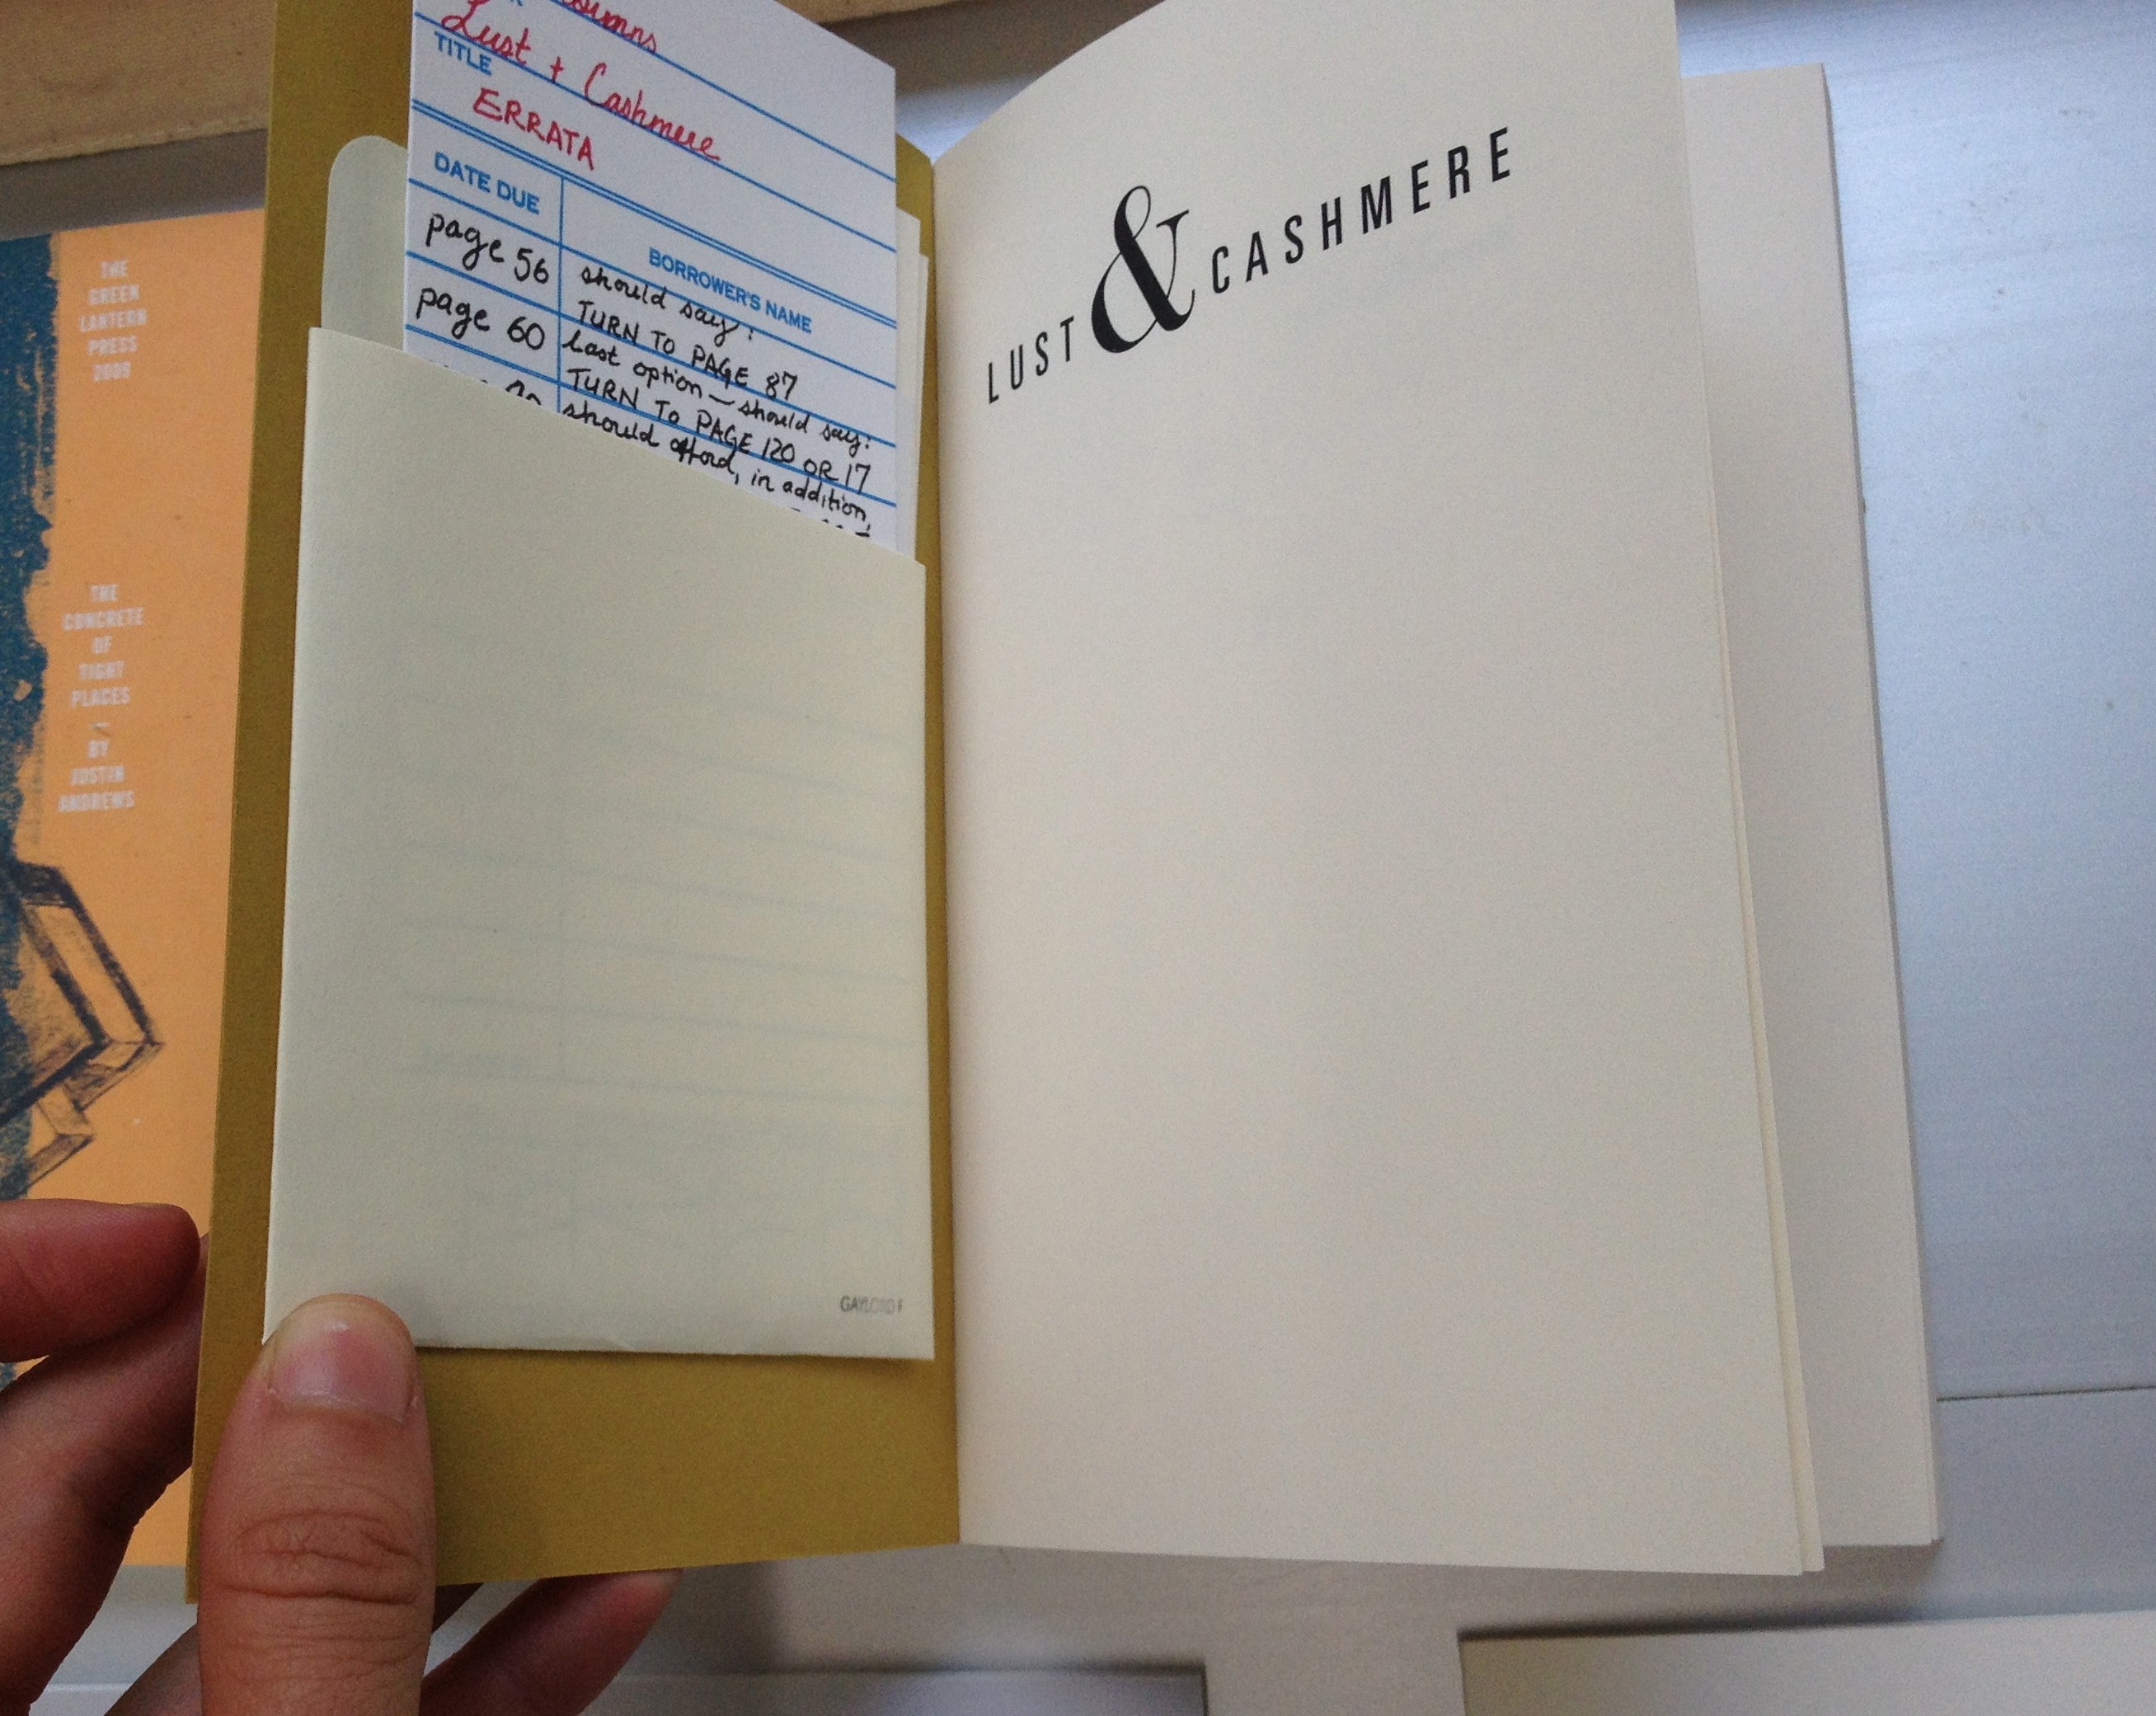 Lust + Cashmere
TITLE
ERRATA
DATE DUE
BORROWER'S NAME
page 56
should say:
TURN TO PAGE 87
page 60
last option — should say:
TURN TO PAGE 120 OR 17
should afford, in addition,
LUST & CASHMERE
THE
GREEN
LANTERN
PRESS
2009
THE
CONCRETE
OF
TIGHT
PLACES
—
BY
JUSTIN
ANDREWS
GAYLORD